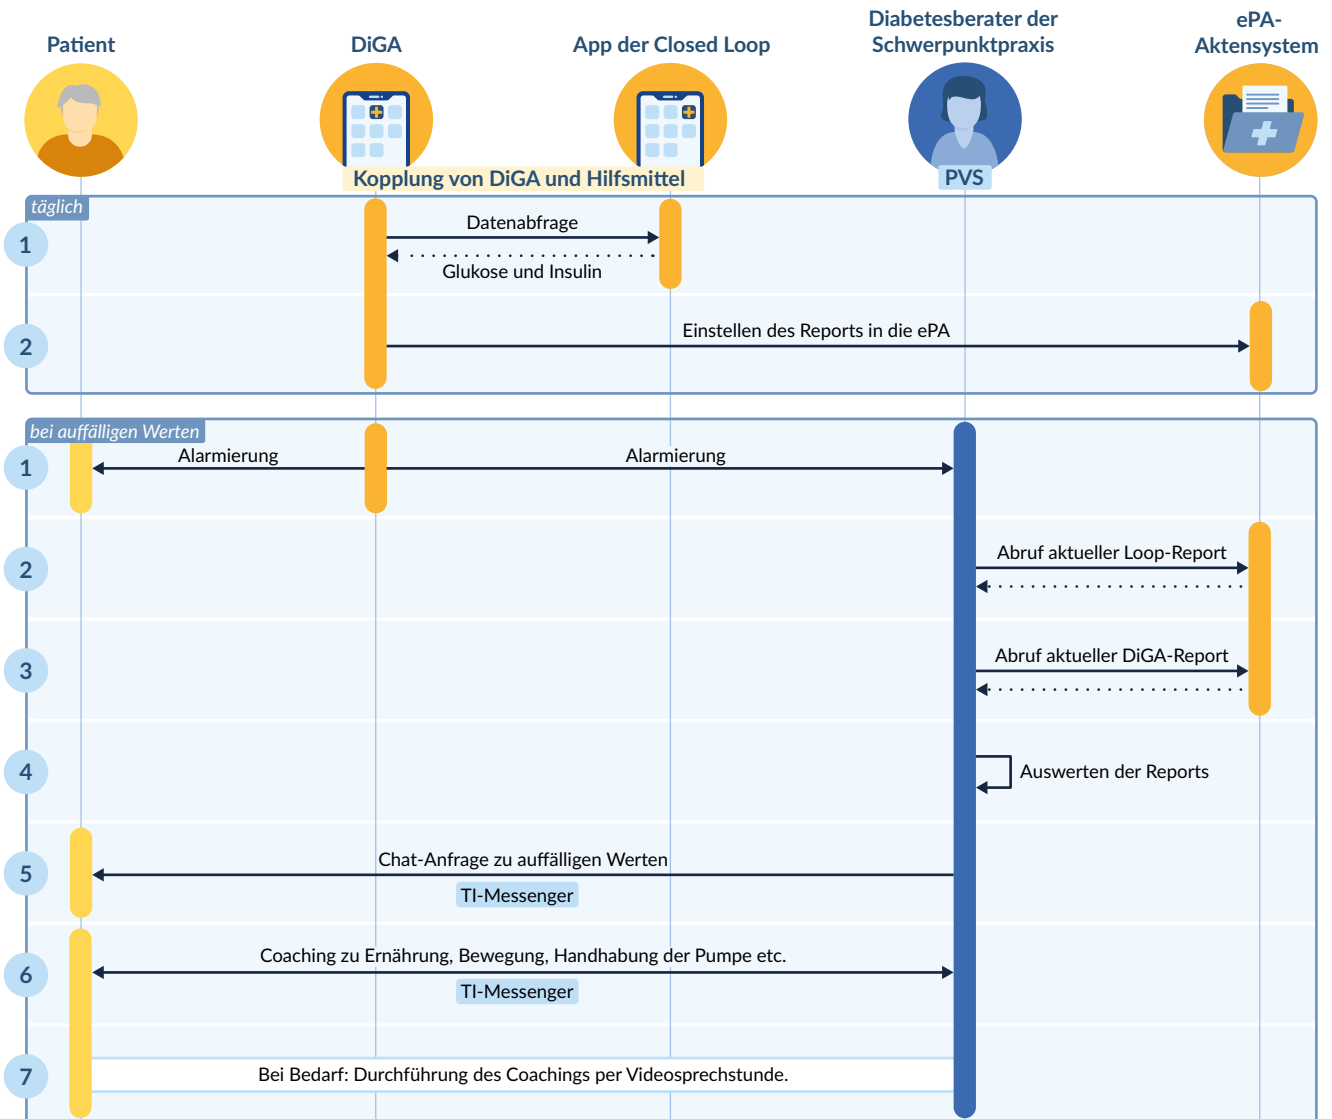 Patient
DiGA
App der Closed Loop
Diabetesberater der
Schwerpunktpraxis
ePA-
Aktensystem
Kopplung von DiGA und Hilfsmittel
PVS
täglich
1
Datenabfrage
Glukose und Insulin
2
Einstellen des Reports in die ePA
bei auffälligen Werten
1
Alarmierung
Alarmierung
2
Abruf aktueller Loop-Report
3
Abruf aktueller DiGA-Report
4
Auswerten der Reports
5
Chat-Anfrage zu auffälligen Werten
TI-Messenger
6
Coaching zu Ernährung, Bewegung, Handhabung der Pumpe etc.
TI-Messenger
7
Bei Bedarf: Durchführung des Coachings per Videosprechstunde.